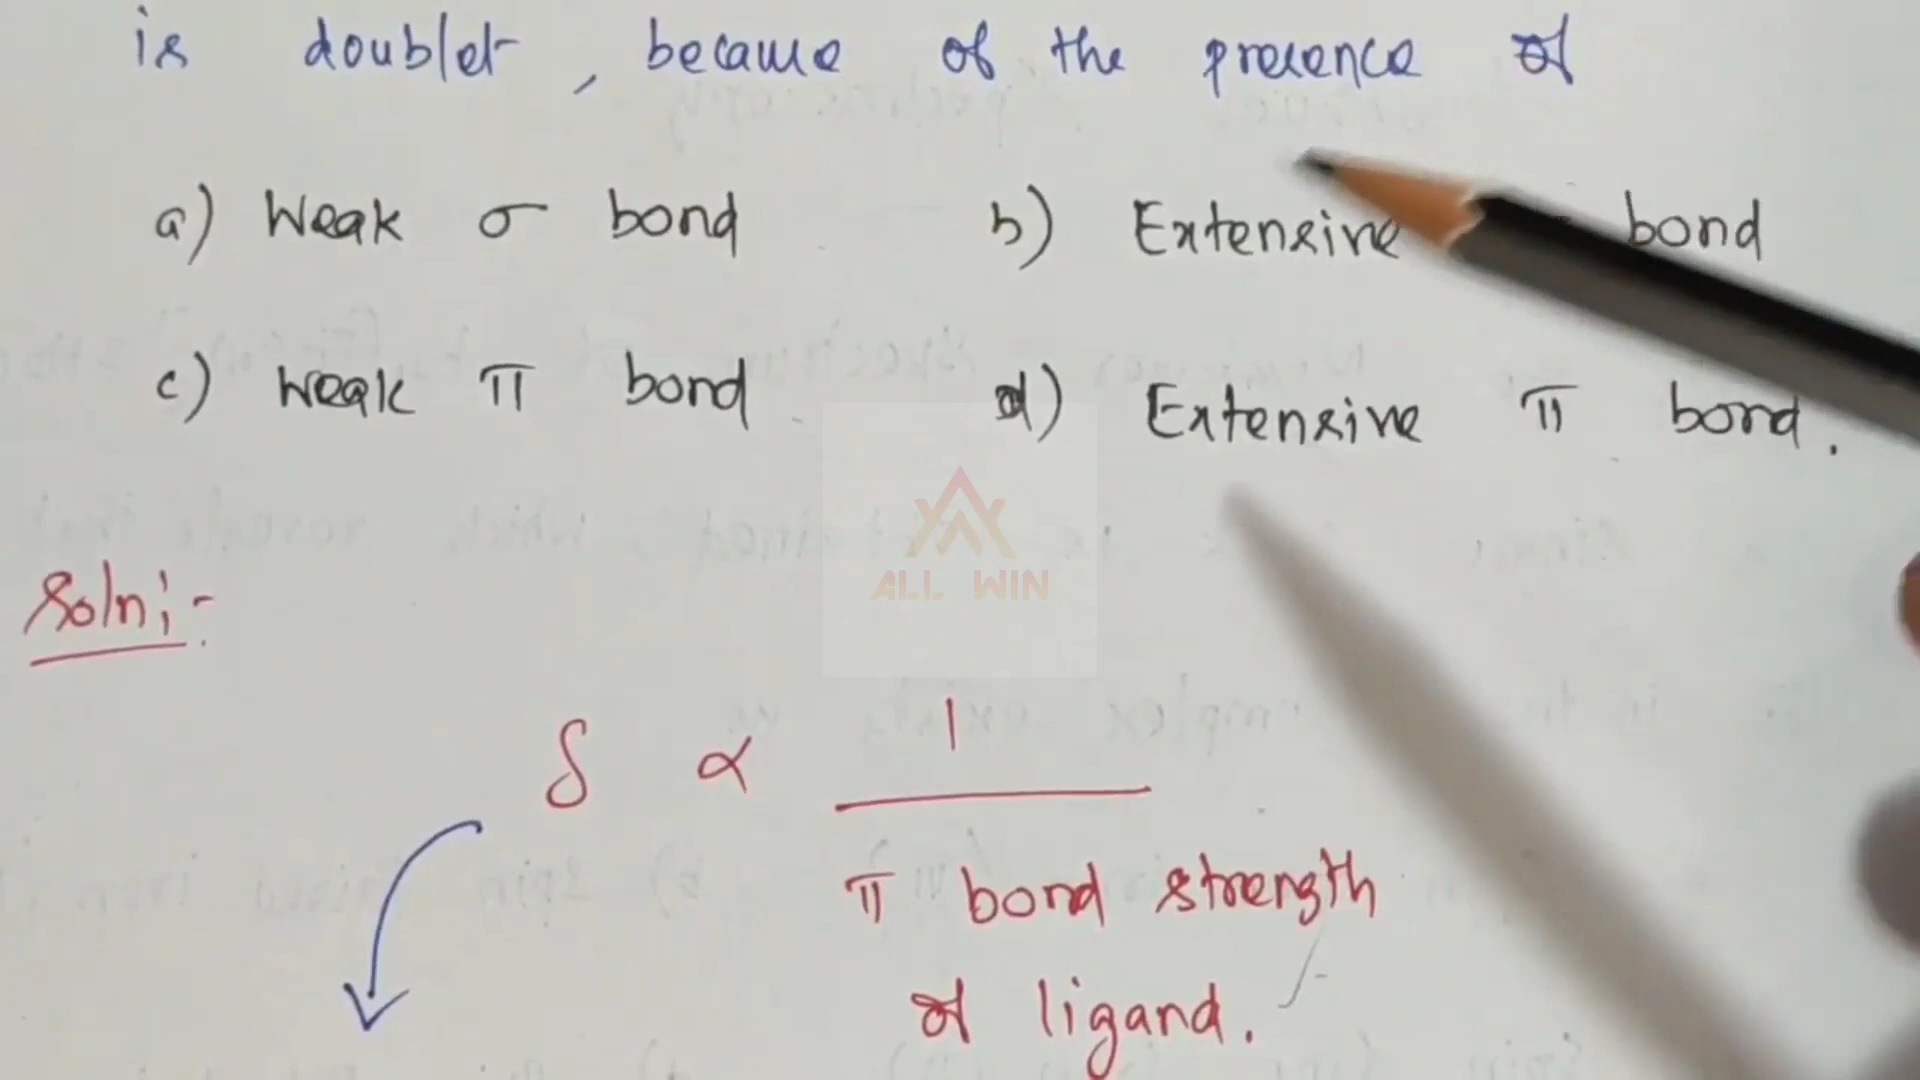 is doublet, because of the presence of
a) Weak σ bond b) Extensive bond
c) weak π bond d) Extensive π bond.
ALL WIN
Soln:-
δ ∝ 1
π bond strength
of ligand.